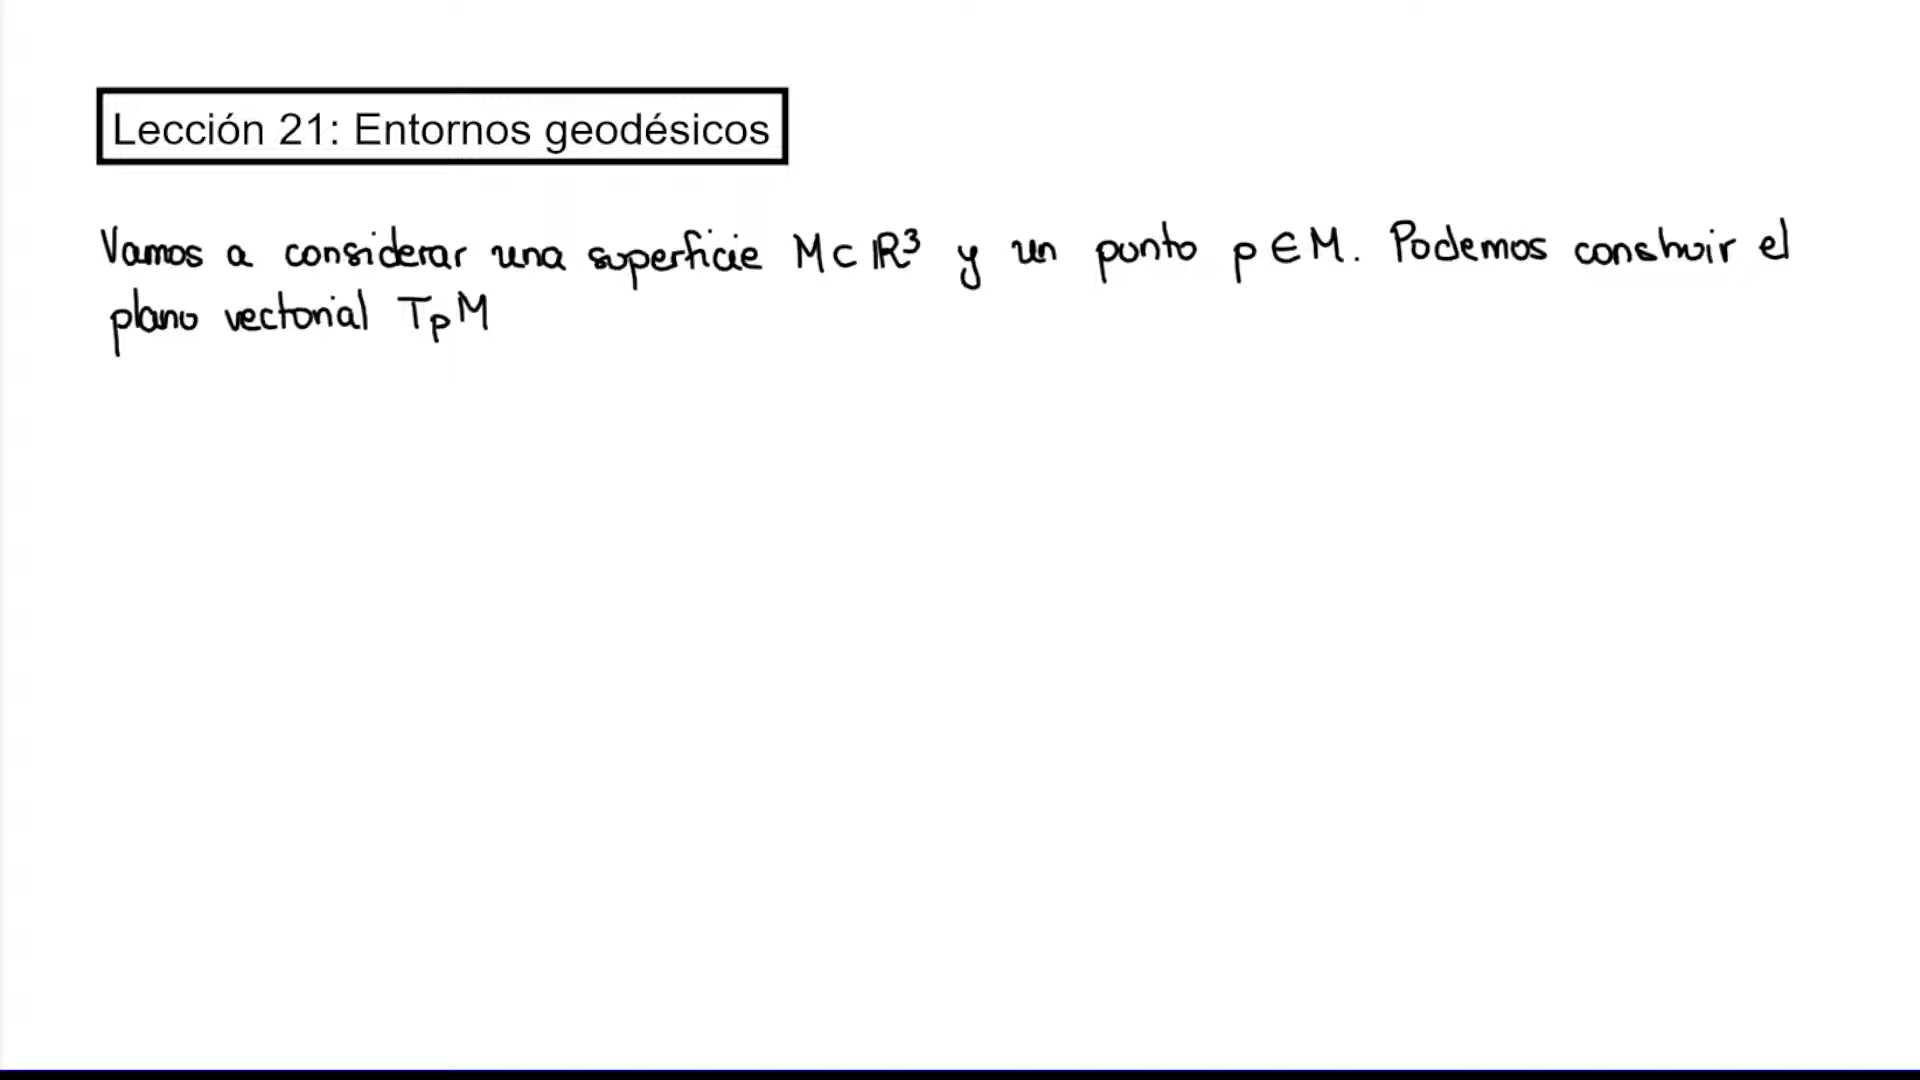 Lección 21: Entornos geodésicos
Vamos a considerar una superficie M⊂ℝ³ y un punto p∈M. Podemos construir el
plano vectorial TₚM